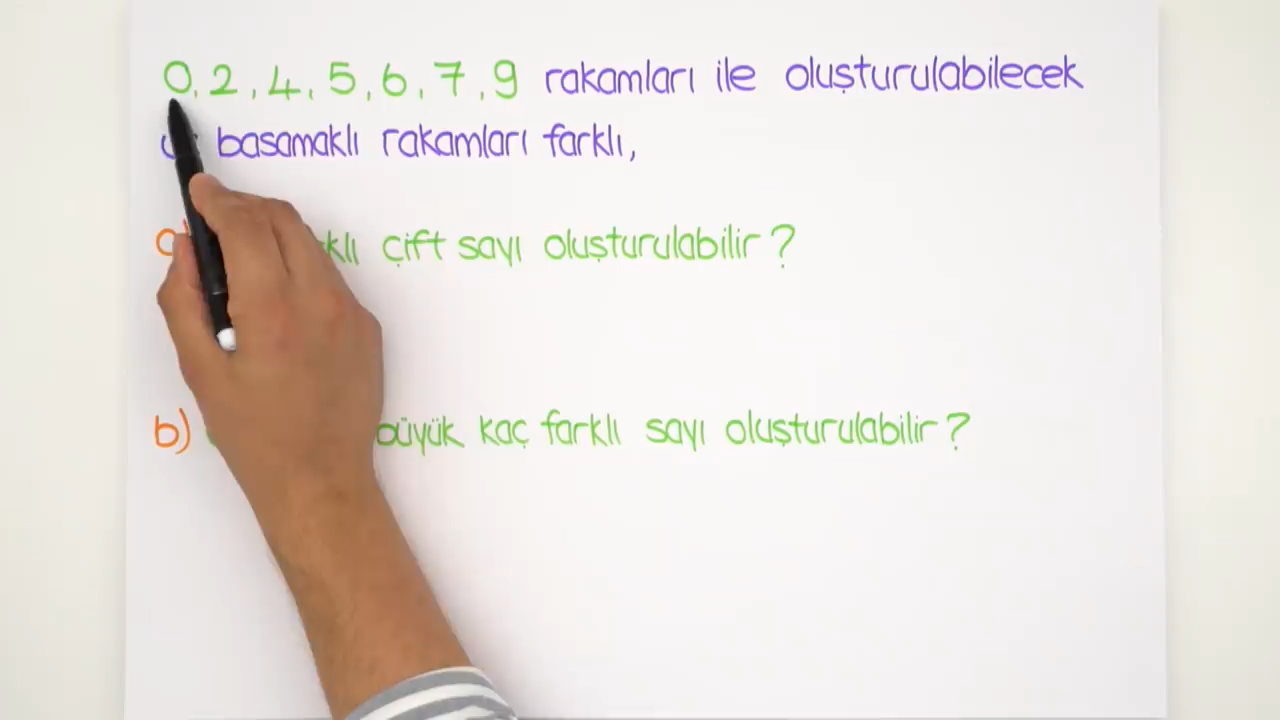 0, 2, 4, 5, 6, 7, 9 rakamları ile oluşturulabilecek
basamaklı rakamları farklı,
çift sayı oluşturulabilir?
b) büyük kaç farklı sayı oluşturulabilir?